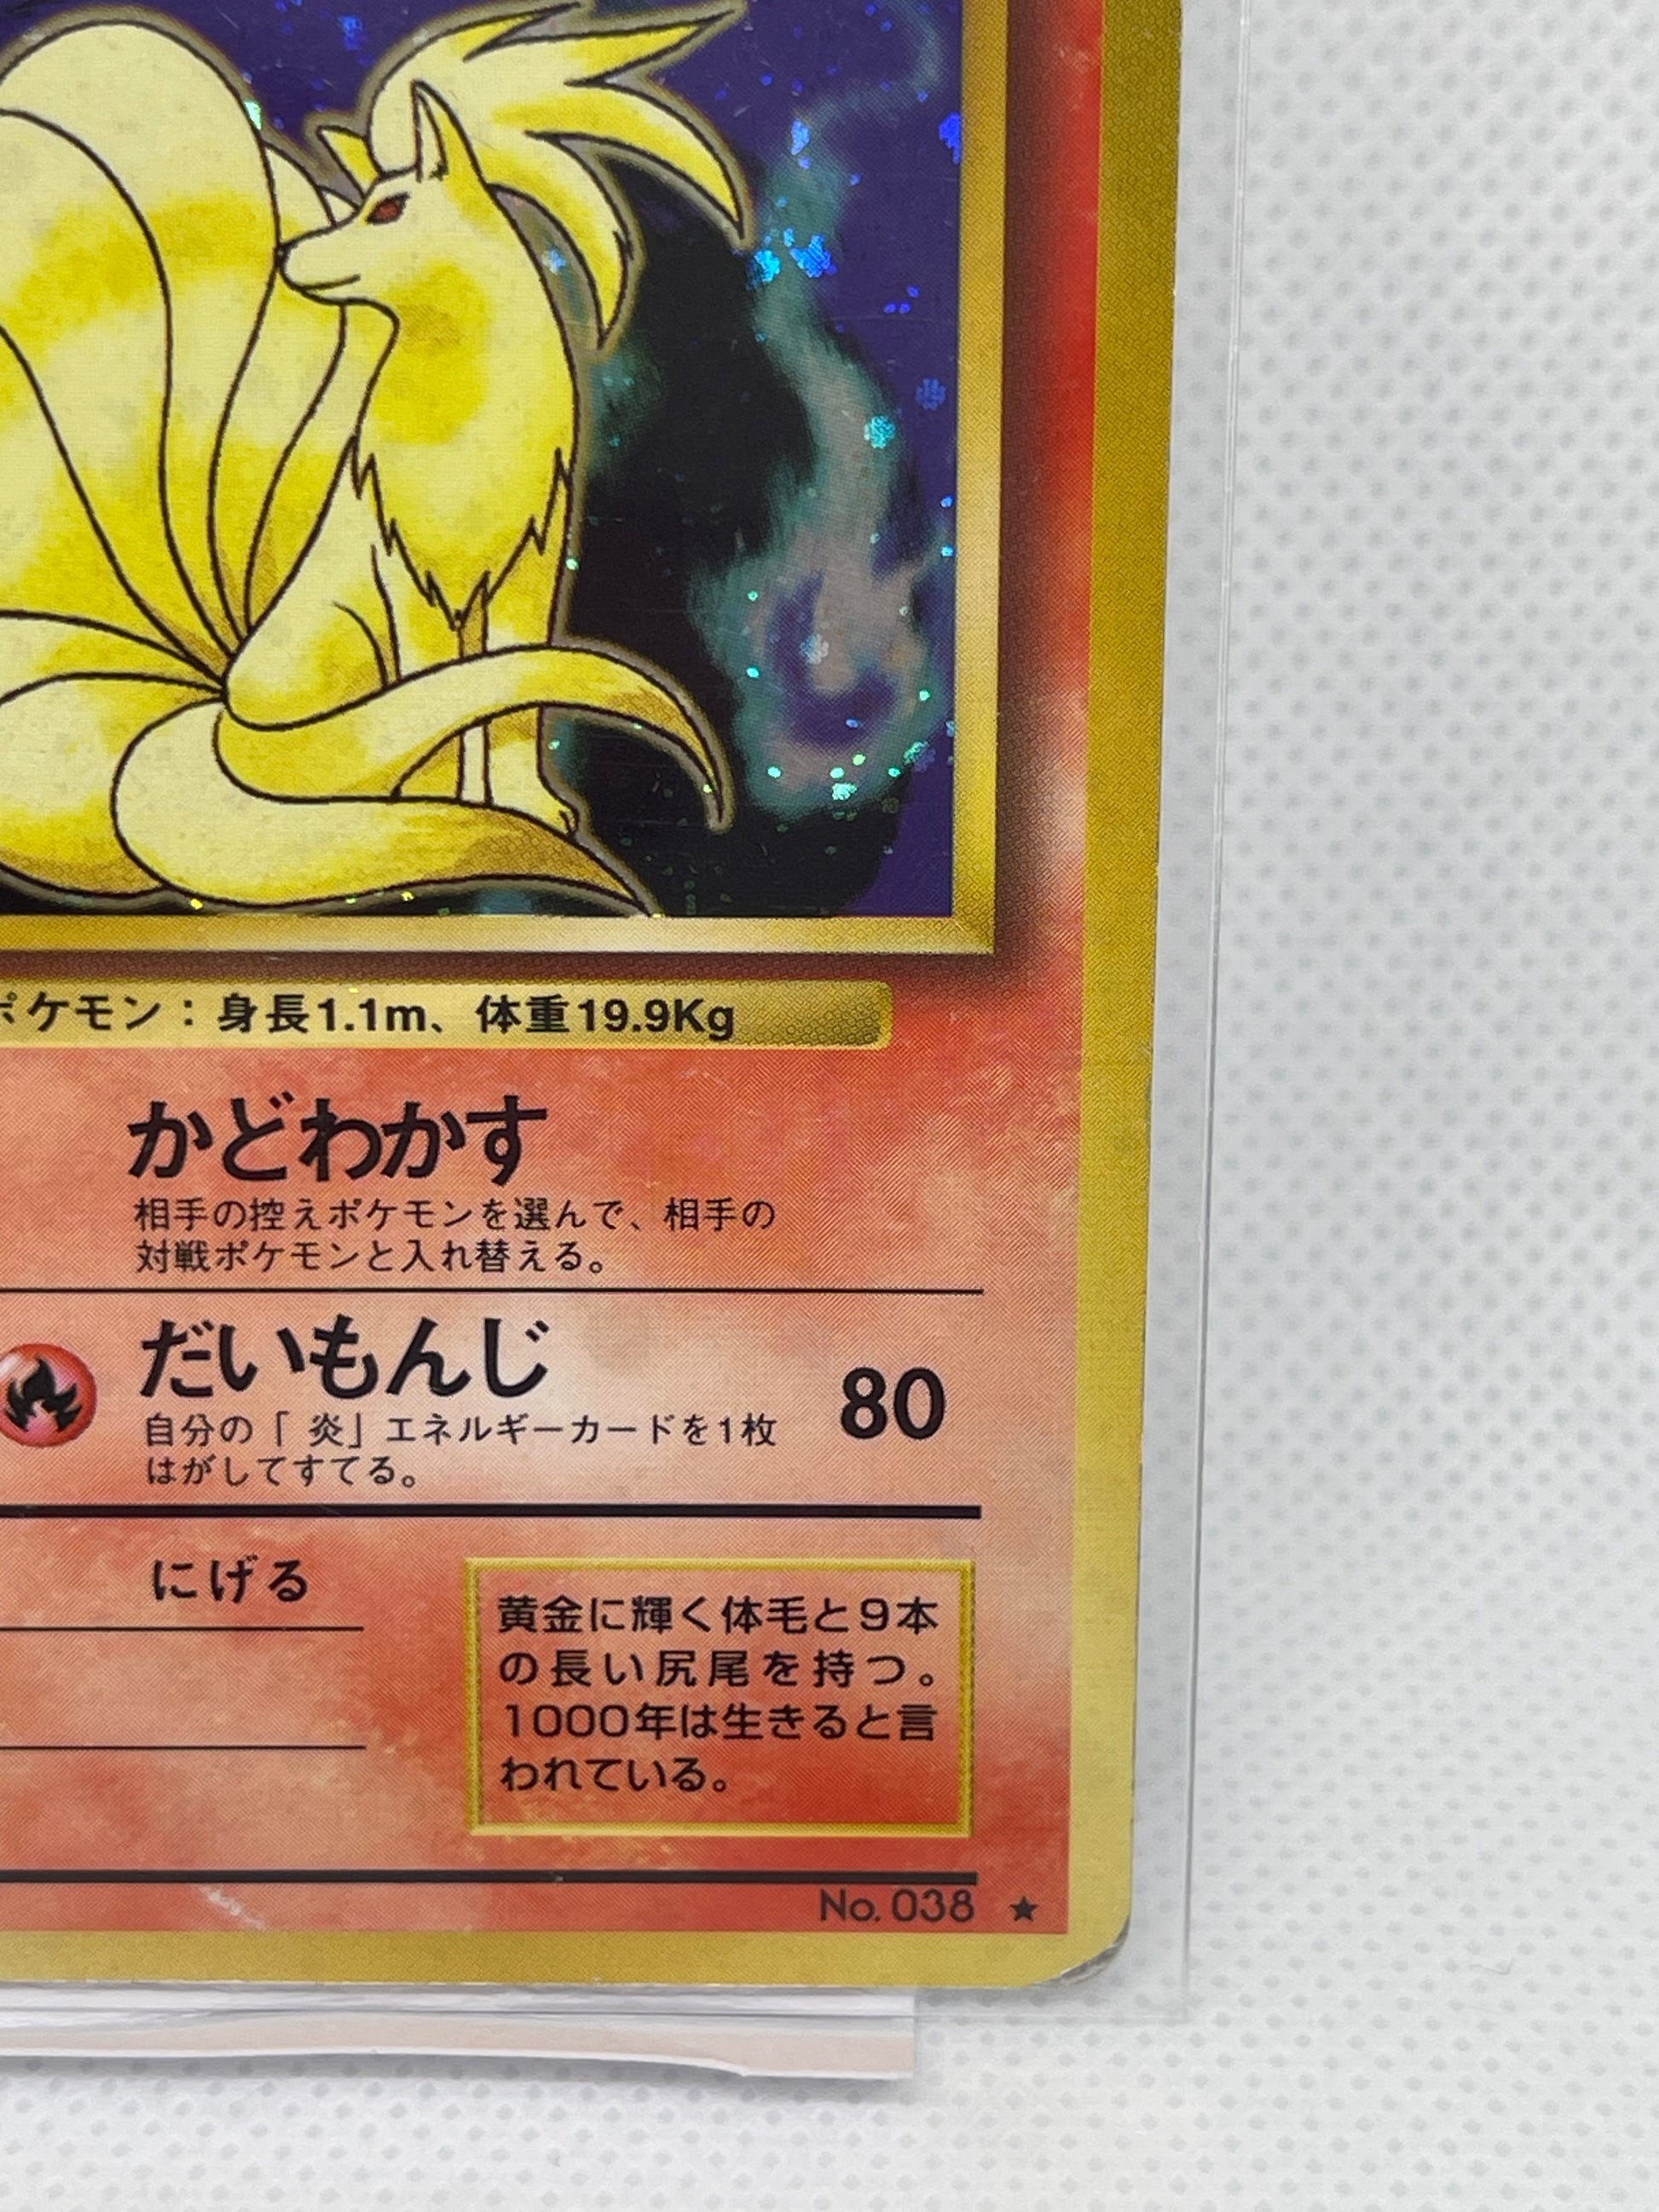 ポケモン：身長1.1m、体重19.9Kg
かどわかす
相手の控えポケモンを選んで、相手の
対戦ポケモンと入れ替える。
だいもんじ
80
自分の「 炎」エネルギーカードを1枚
はがしてすてる。
にげる
黄金に輝く体毛と9本
の長い尻尾を持つ。
1000年は生きると言
われている。
No. 038 ★